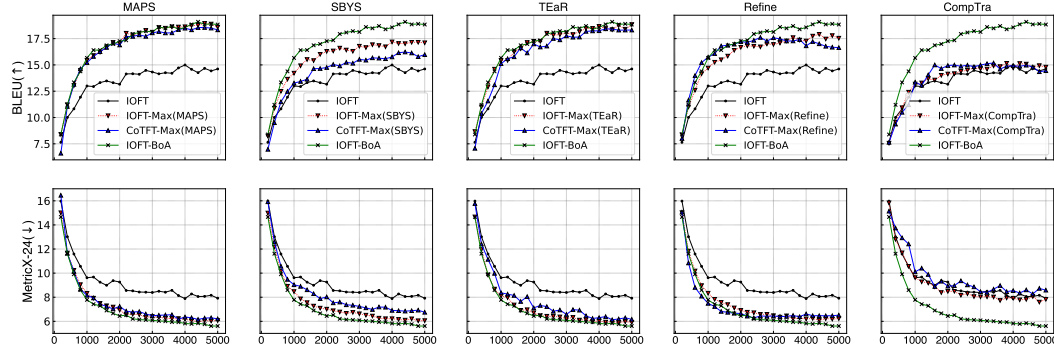 MAPS SBYS TEaR Refine CompTra
BLEU(↑)
17.5
15.0
12.5
10.0
7.5
IOFT
IOFT-Max(MAPS)
CoTFT-Max(MAPS)
IOFT-BoA
IOFT
IOFT-Max(SBYS)
CoTFT-Max(SBYS)
IOFT-BoA
IOFT
IOFT-Max(TEaR)
CoTFT-Max(TEaR)
IOFT-BoA
IOFT
IOFT-Max(Refine)
CoTFT-Max(Refine)
IOFT-BoA
IOFT
IOFT-Max(CompTra)
CoTFT-Max(CompTra)
IOFT-BoA
MetricX-24(↓)
16
14
12
10
8
6
0 1000 2000 3000 4000 5000
0 1000 2000 3000 4000 5000
0 1000 2000 3000 4000 5000
0 1000 2000 3000 4000 5000
0 1000 2000 3000 4000 5000